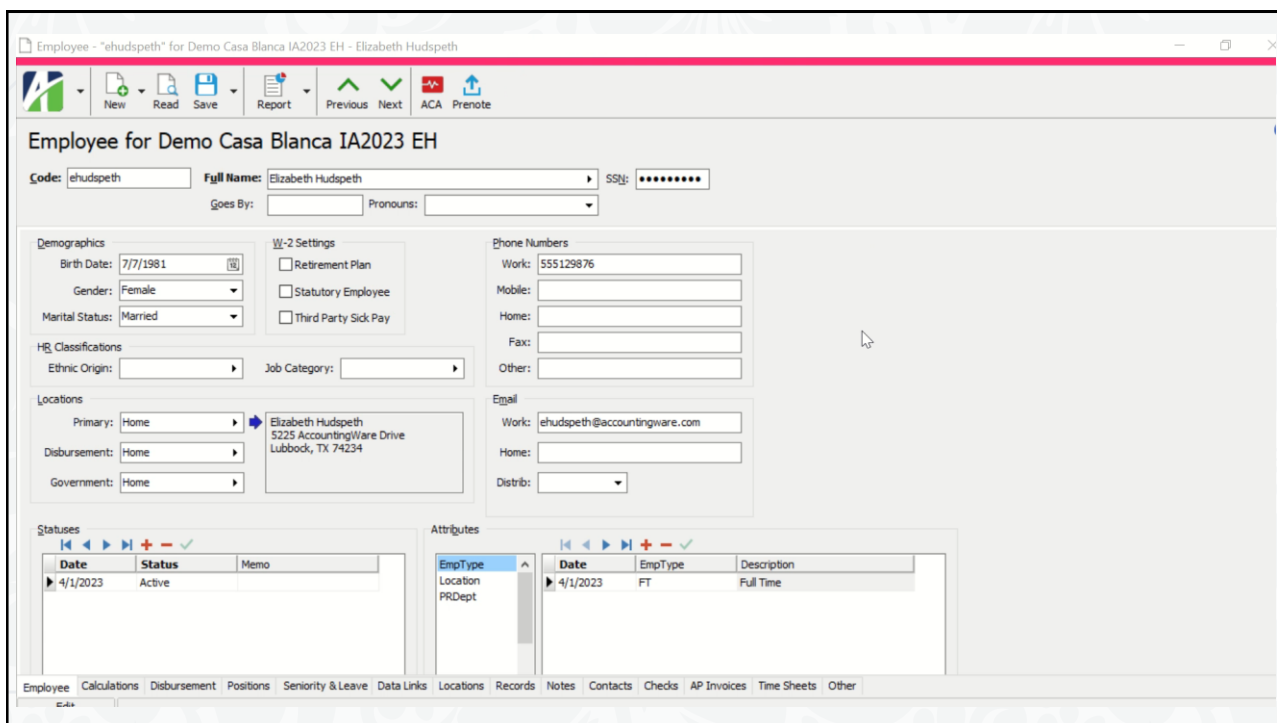 Employee - "ehudspeth" for Demo Casa Blanca IA2023 EH - Elizabeth Hudspeth
New Read Save Report Previous Next ACA Prenote
Employee for Demo Casa Blanca IA2023 EH
Code: ehudspeth Full Name: Elizabeth Hudspeth SSN: •••••••••
Goes By: Pronouns:
Demographics W-2 Settings Phone Numbers
Birth Date: 7/7/1981 Retirement Plan Work: 555129876
Gender: Female Statutory Employee Mobile:
Marital Status: Married Third Party Sick Pay Home:
HR Classifications Fax:
Ethnic Origin: Job Category: Other:
Locations Email
Primary: Home Elizabeth Hudspeth Work: ehudspeth@accountingware.com
5225 AccountingWare Drive
Disbursement: Home Lubbock, TX 74234 Home:
Government: Home Distrib:
Statuses Attributes
Date Status Memo EmpType Date EmpType Description
4/1/2023 Active Location 4/1/2023 FT Full Time
PRDept
Employee Calculations Disbursement Positions Seniority & Leave Data Links Locations Records Notes Contacts Checks AP Invoices Time Sheets Other
Edit